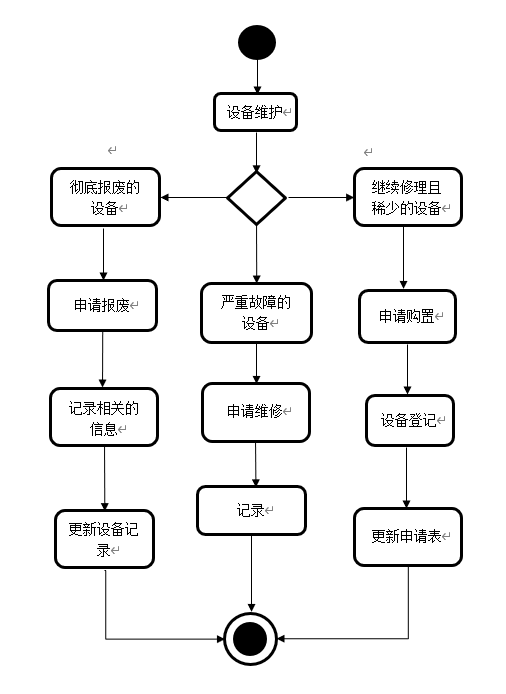 设备维护
彻底报废的
设备
继续修理且
稀少的设备
申请报废
严重故障的
设备
申请购置
记录相关的
信息
申请维修
设备登记
更新设备记
录
记录
更新申请表